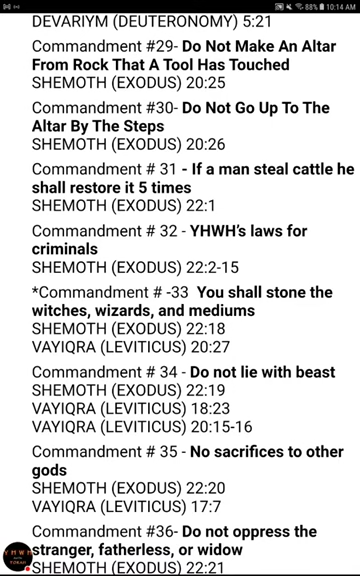 88% 10:14 AM
DEVARIYM (DEUTERONOMY) 5:21
Commandment #29- Do Not Make An Altar
From Rock That A Tool Has Touched
SHEMOTH (EXODUS) 20:25
Commandment #30- Do Not Go Up To The
Altar By The Steps
SHEMOTH (EXODUS) 20:26
Commandment # 31 - If a man steal cattle he
shall restore it 5 times
SHEMOTH (EXODUS) 22:1
Commandment # 32 - YHWH’s laws for
criminals
SHEMOTH (EXODUS) 22:2-15
*Commandment # -33 You shall stone the
witches, wizards, and mediums
SHEMOTH (EXODUS) 22:18
VAYIQRA (LEVITICUS) 20:27
Commandment # 34 - Do not lie with beast
SHEMOTH (EXODUS) 22:19
VAYIQRA (LEVITICUS) 18:23
VAYIQRA (LEVITICUS) 20:15-16
Commandment # 35 - No sacrifices to other
gods
SHEMOTH (EXODUS) 22:20
VAYIQRA (LEVITICUS) 17:7
Commandment #36- Do not oppress the
stranger, fatherless, or widow
SHEMOTH (EXODUS) 22:21
TORAH